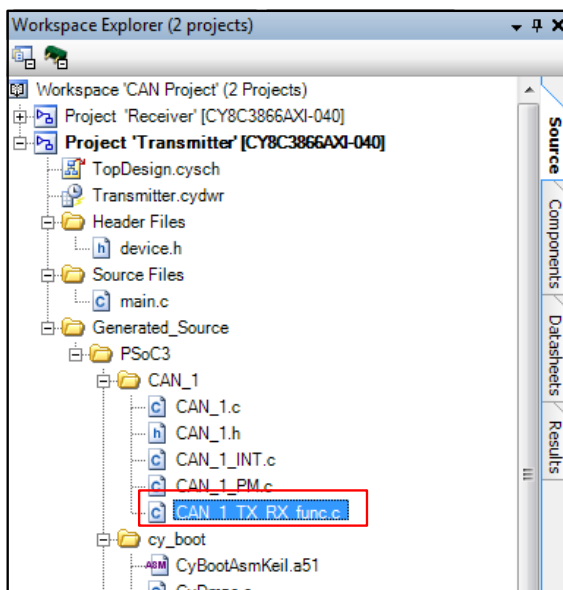 Workspace Explorer (2 projects)
Workspace 'CAN Project' (2 Projects)
Project 'Receiver' [CY8C3866AXI-040]
Project 'Transmitter' [CY8C3866AXI-040]
TopDesign.cysch
Transmitter.cydwr
Header Files
h device.h
Source Files
c main.c
Generated_Source
PSoC3
CAN_1
c CAN_1.c
h CAN_1.h
c CAN_1_INT.c
c CAN_1_PM.c
c CAN_1_TX_RX_func.c
cy_boot
ASM CyBootAsmKeil.a51
Source
Components
Datasheets
Results